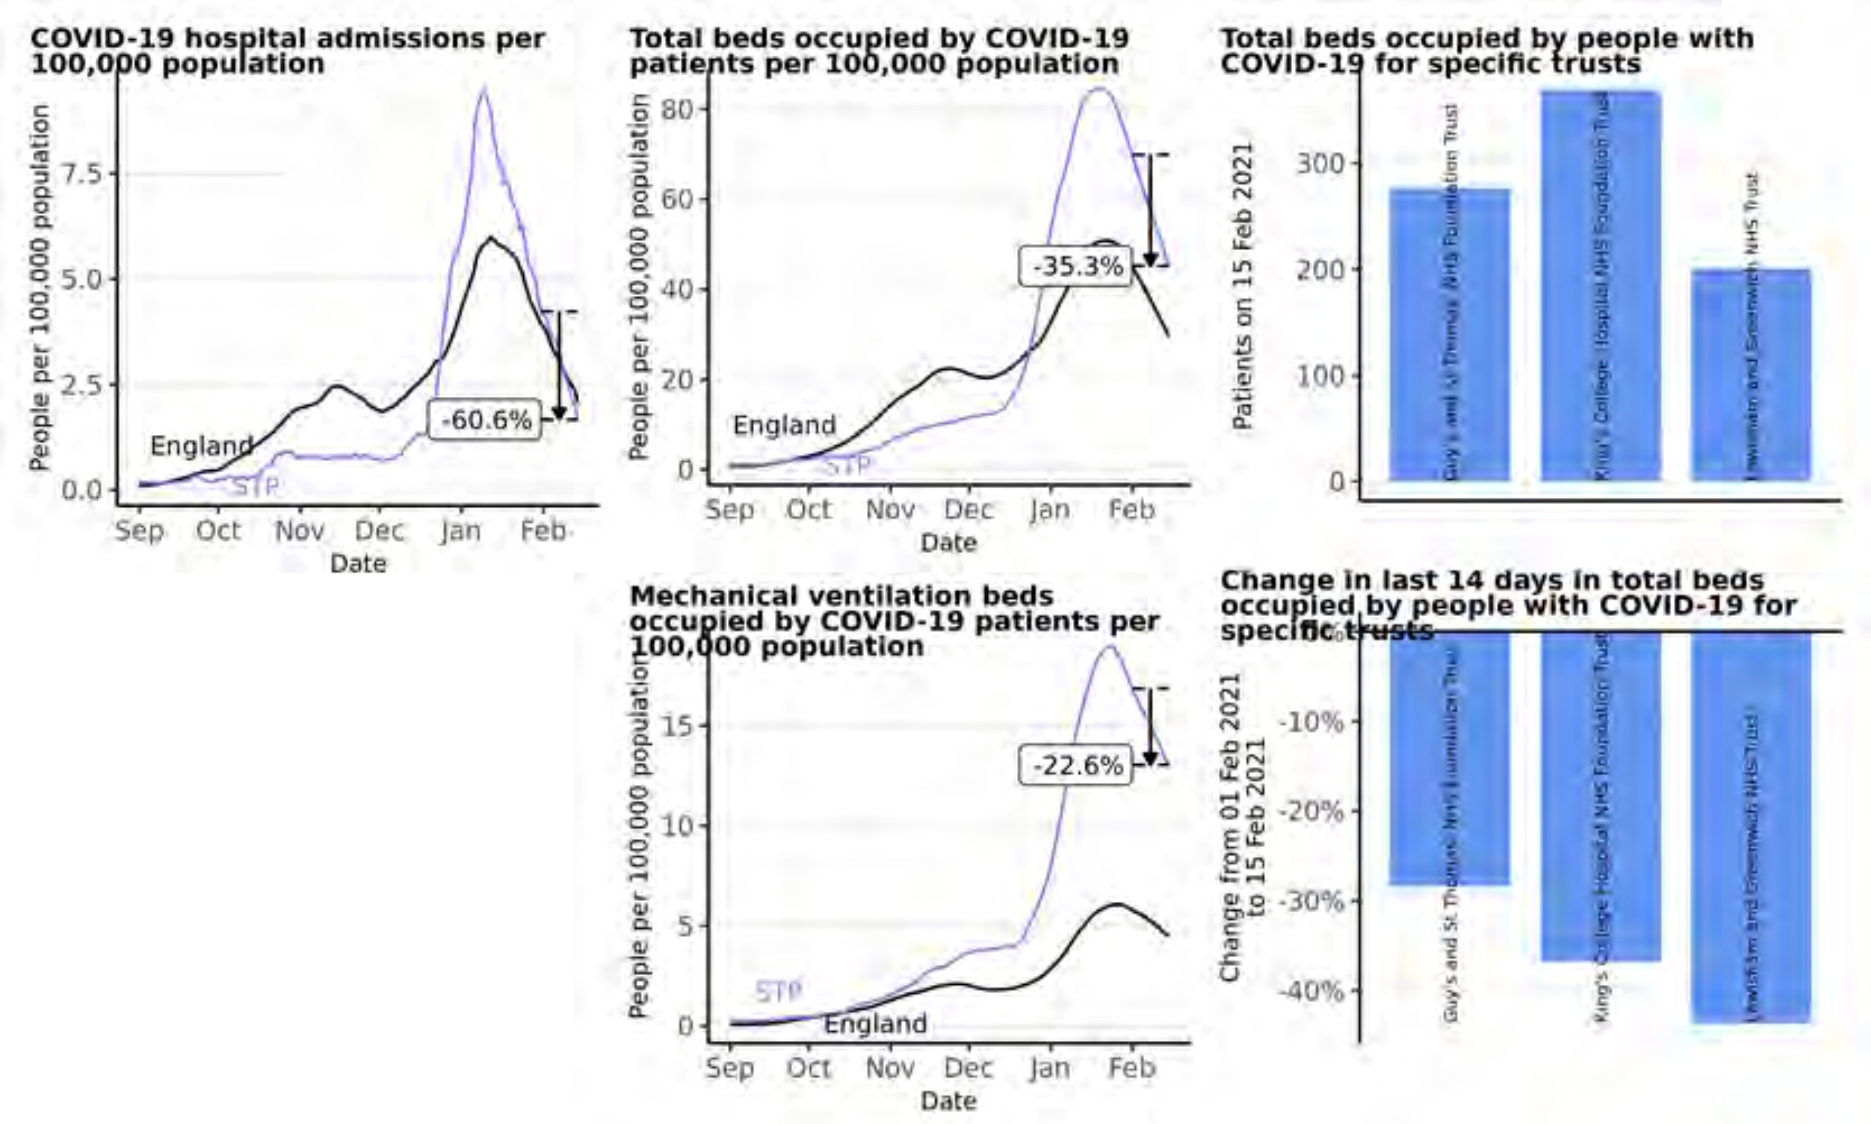 COVID-19 hospital admissions per
100,000 population
People per 100,000 population
7.5
5.0
2.5
0.0
England
STP
-60.6%
Sep Oct Nov Dec Jan Feb
Date
Total beds occupied by COVID-19
patients per 100,000 population
People per 100,000 population
80
60
40
20
0
England
STP
-35.3%
Sep Oct Nov Dec Jan Feb
Date
Total beds occupied by people with
COVID-19 for specific trusts
Patients on 15 Feb 2021
300
200
100
0
Guy's and St Thomas' NHS Foundation Trust
King's College Hospital NHS Foundation Trust
Lewisham and Greenwich NHS Trust
Mechanical ventilation beds
occupied by COVID-19 patients per
100,000 population
People per 100,000 population
15
10
5
0
STP
England
-22.6%
Sep Oct Nov Dec Jan Feb
Date
Change in last 14 days in total beds
occupied by people with COVID-19 for
specific trusts
Change from 01 Feb 2021
to 15 Feb 2021
0%
-10%
-20%
-30%
-40%
Guy's and St Thomas' NHS Foundation Trust
King's College Hospital NHS Foundation Trust
Lewisham and Greenwich NHS Trust